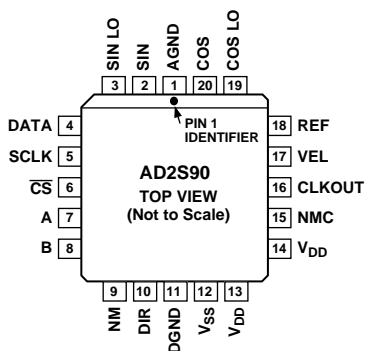 SIN LO
SIN
AGND
COS
COS LO
3
2
1
20
19
PIN 1
IDENTIFIER
DATA 4
SCLK 5
CS 6
A 7
B 8
AD2S90
TOP VIEW
(Not to Scale)
18 REF
17 VEL
16 CLKOUT
15 NMC
14 VDD
9
10
11
12
13
NM
DIR
DGND
VSS
VDD